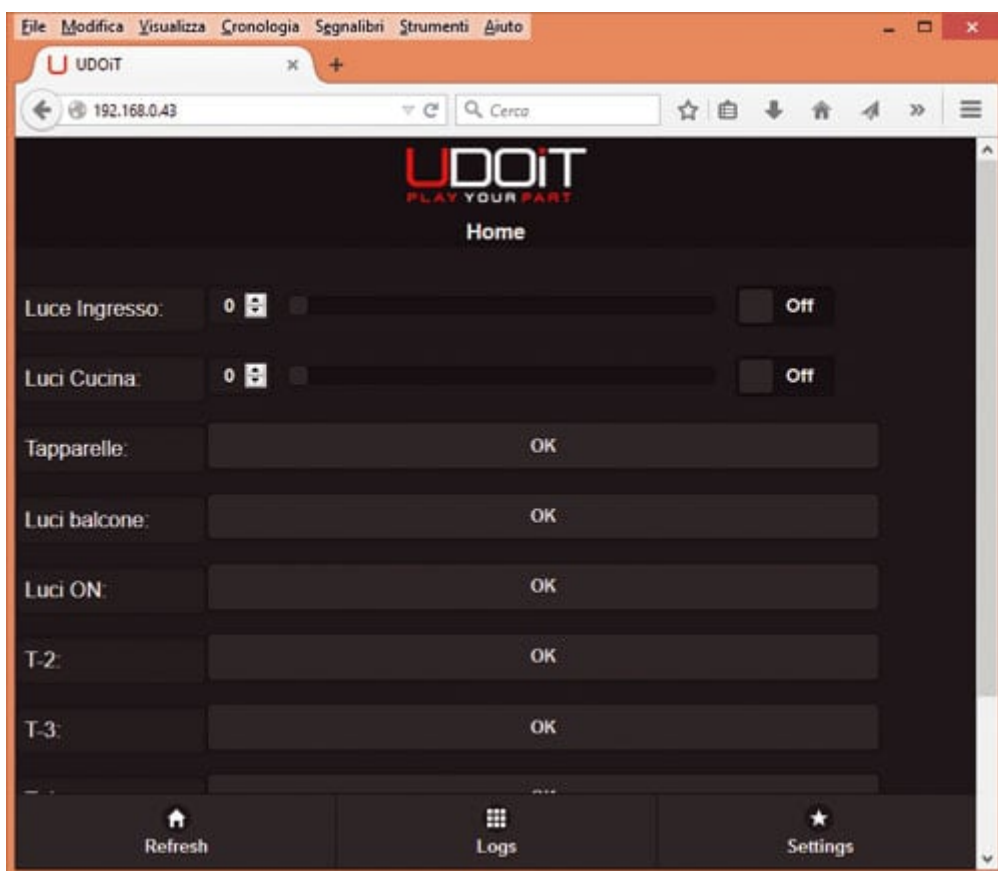 File Modifica Visualizza Cronologia Segnalibri Strumenti Aiuto
UDOiT
192.168.0.43
Cerca
UDOiT
PLAY YOUR PART
Home
Luce Ingresso: 0 Off
Luci Cucina: 0 Off
Tapparelle: OK
Luci balcone: OK
Luci ON: OK
T-2: OK
T-3: OK
Refresh Logs Settings